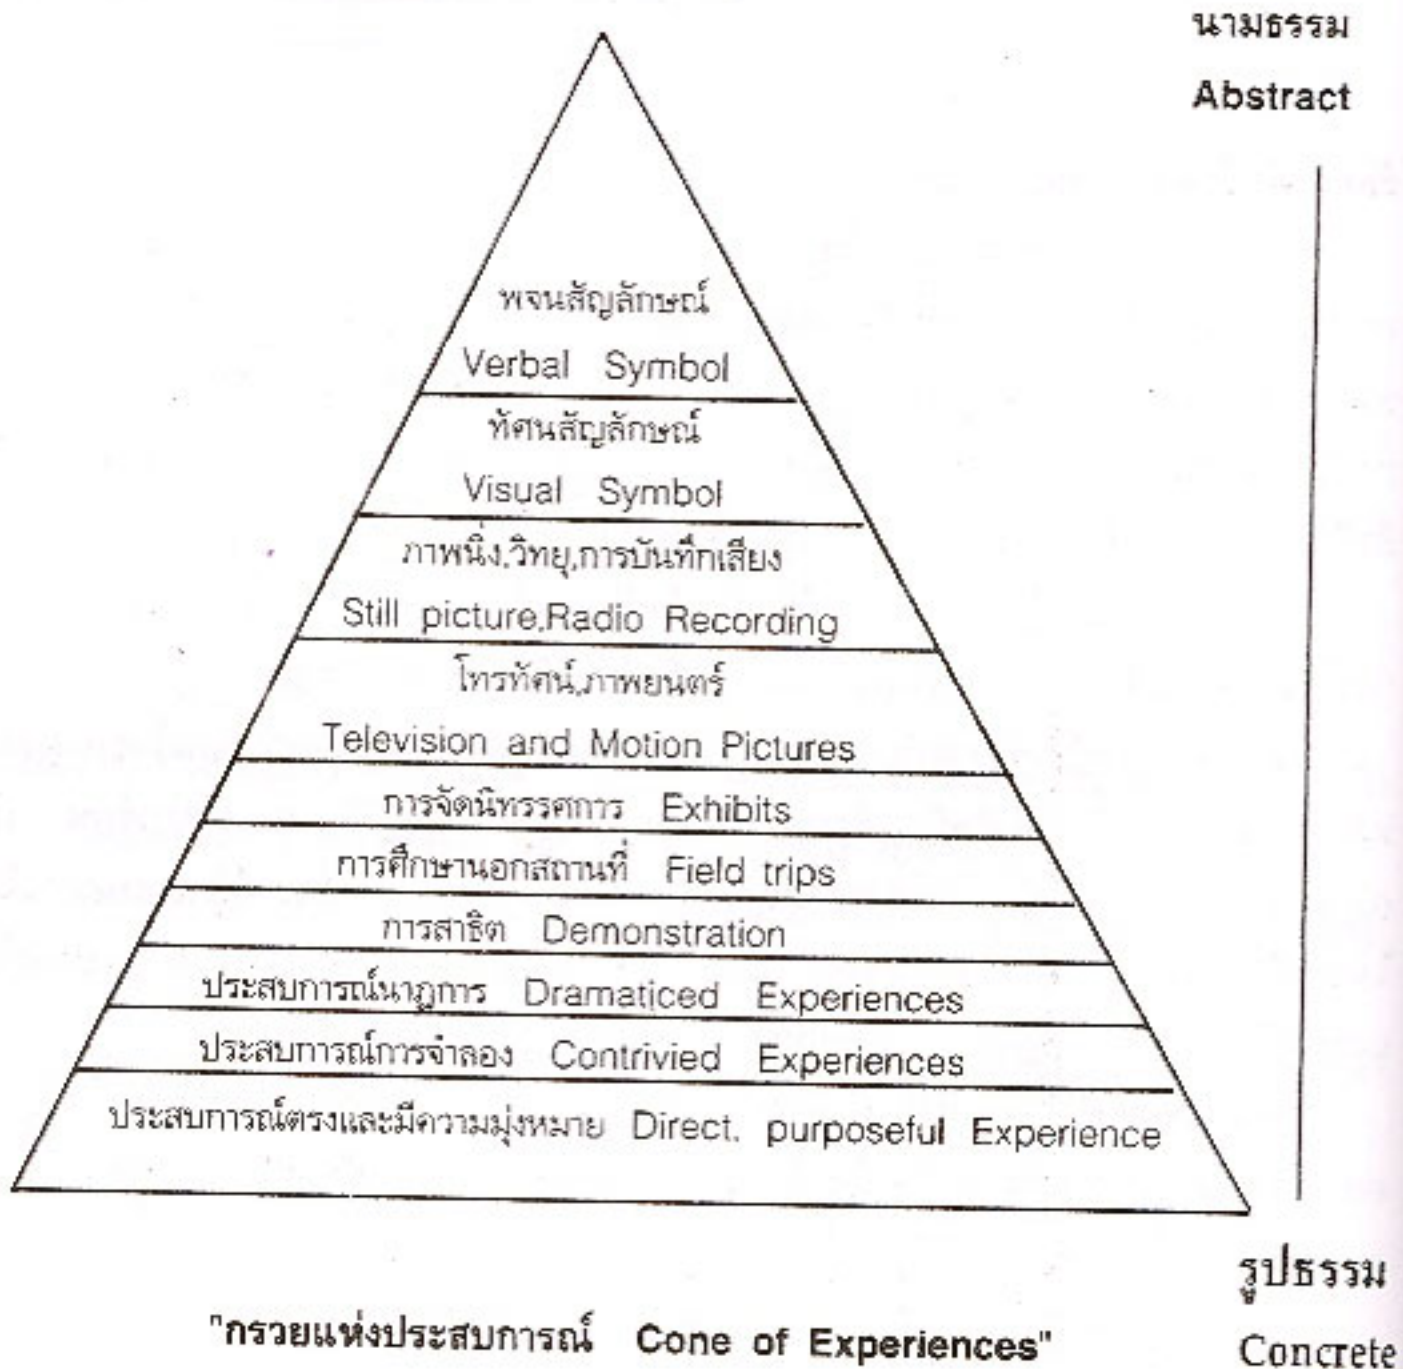 นามธรรม
Abstract
พจนสัญลักษณ์
Verbal Symbol
ทัศนสัญลักษณ์
Visual Symbol
ภาพนิ่ง,วิทยุ,การบันทึกเสียง
Still picture,Radio Recording
โทรทัศน์,ภาพยนตร์
Television and Motion Pictures
การจัดนิทรรศการ Exhibits
การศึกษานอกสถานที่ Field trips
การสาธิต Demonstration
ประสบการณ์นาฏการ Dramaticed Experiences
ประสบการณ์การจำลอง Contrivied Experiences
ประสบการณ์ตรงและมีความมุ่งหมาย Direct. purposeful Experience
รูปธรรม
Concrete
"กรวยแห่งประสบการณ์ Cone of Experiences"